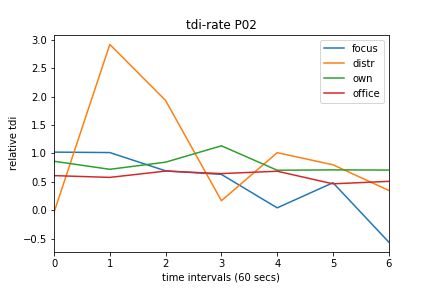 tdi-rate P02
3.0
2.5
2.0
1.5
1.0
0.5
0.0
−0.5
relative tdi
focus
distr
own
office
0 1 2 3 4 5 6
time intervals (60 secs)